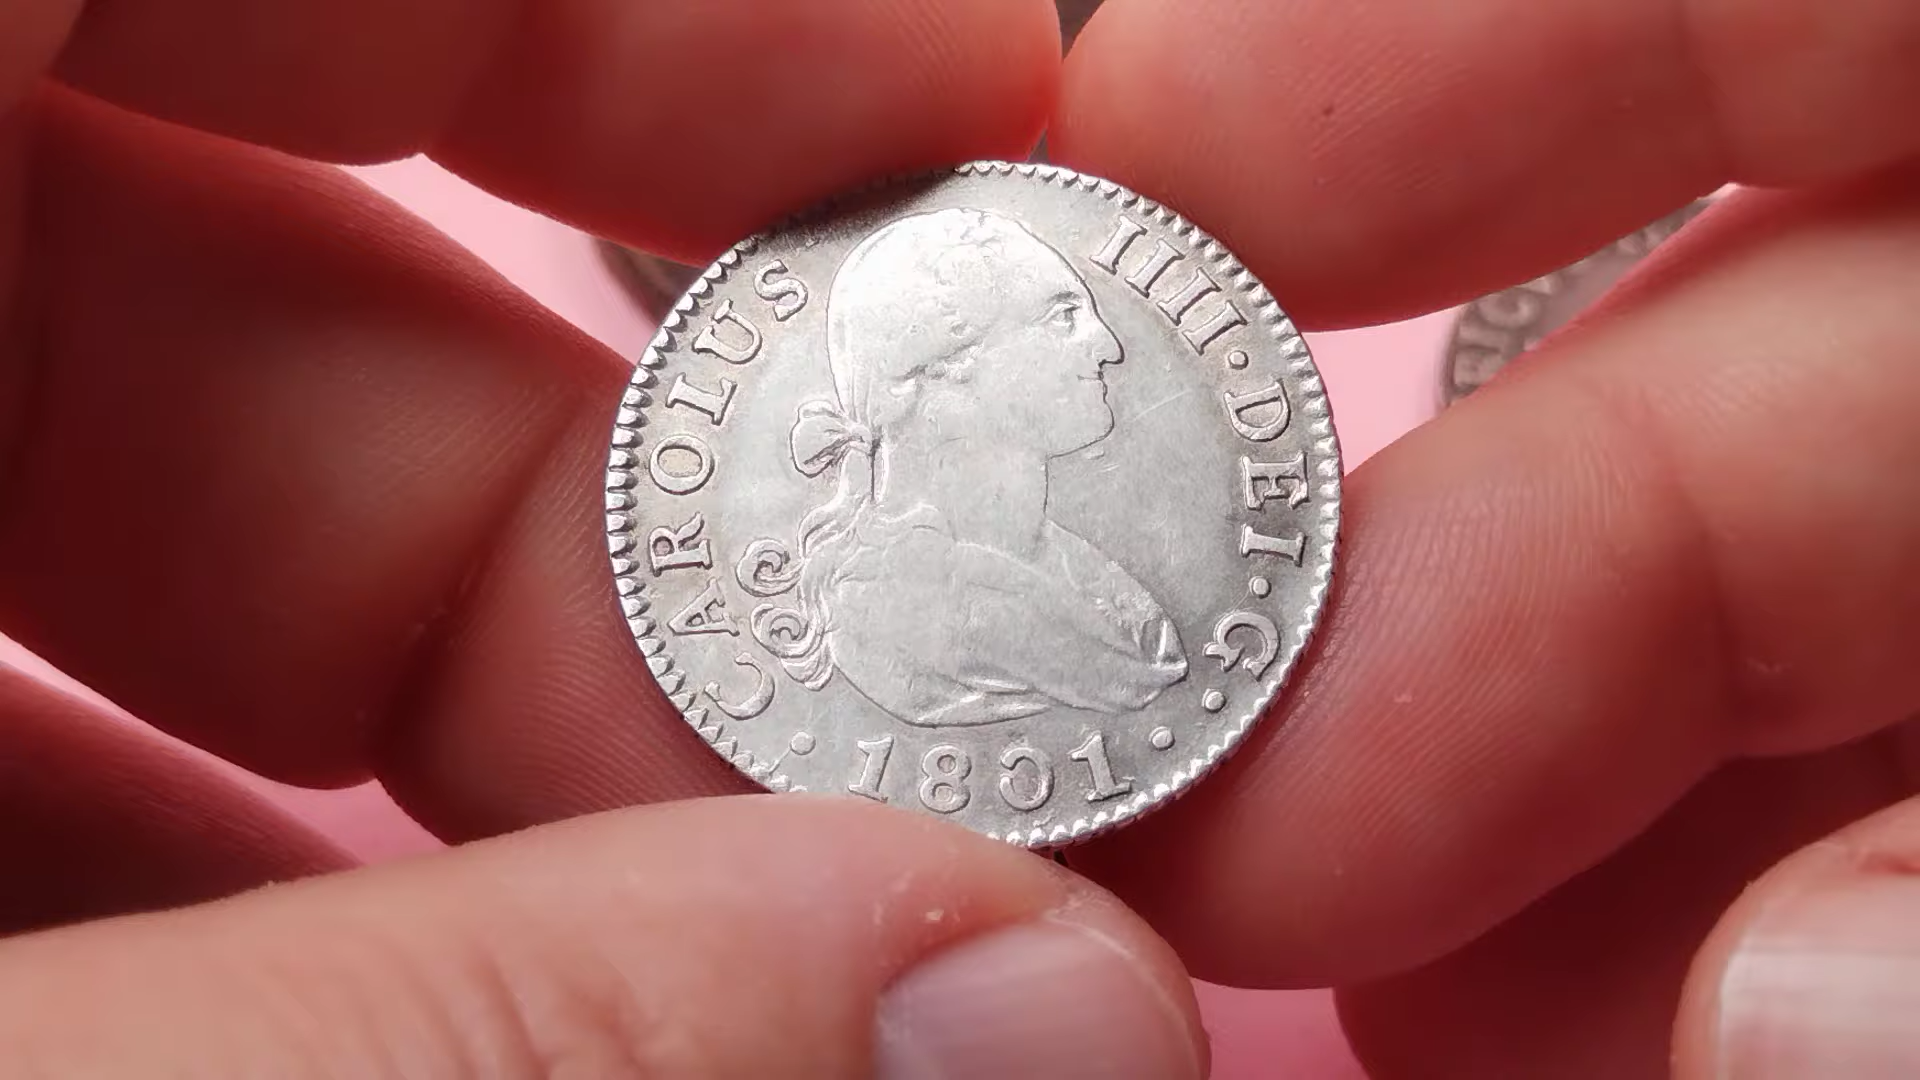 CAROLUS IIII · DEI · G ·
· 1801 ·